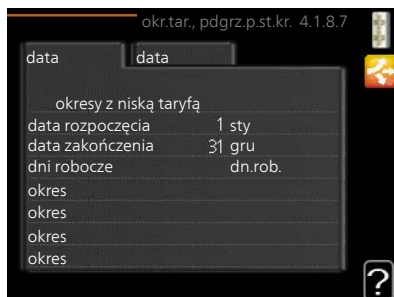 okr.tar., pdgrz.p.st.kr. 4.1.8.7
data data
okresy z niską taryfą
data rozpoczęcia 1 sty
data zakończenia 31 gru
dni robocze dn.rob.
okres
okres
okres
okres
?